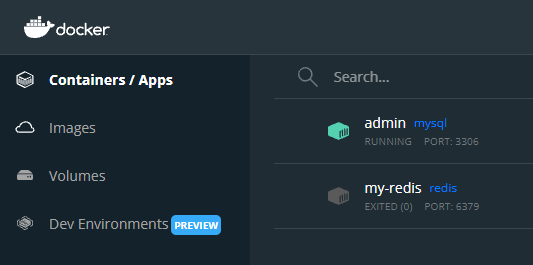 docker
Containers / Apps
Images
Volumes
Dev Environments PREVIEW
Search...
admin mysql
RUNNING PORT: 3306
my-redis redis
EXITED (0) PORT: 6379